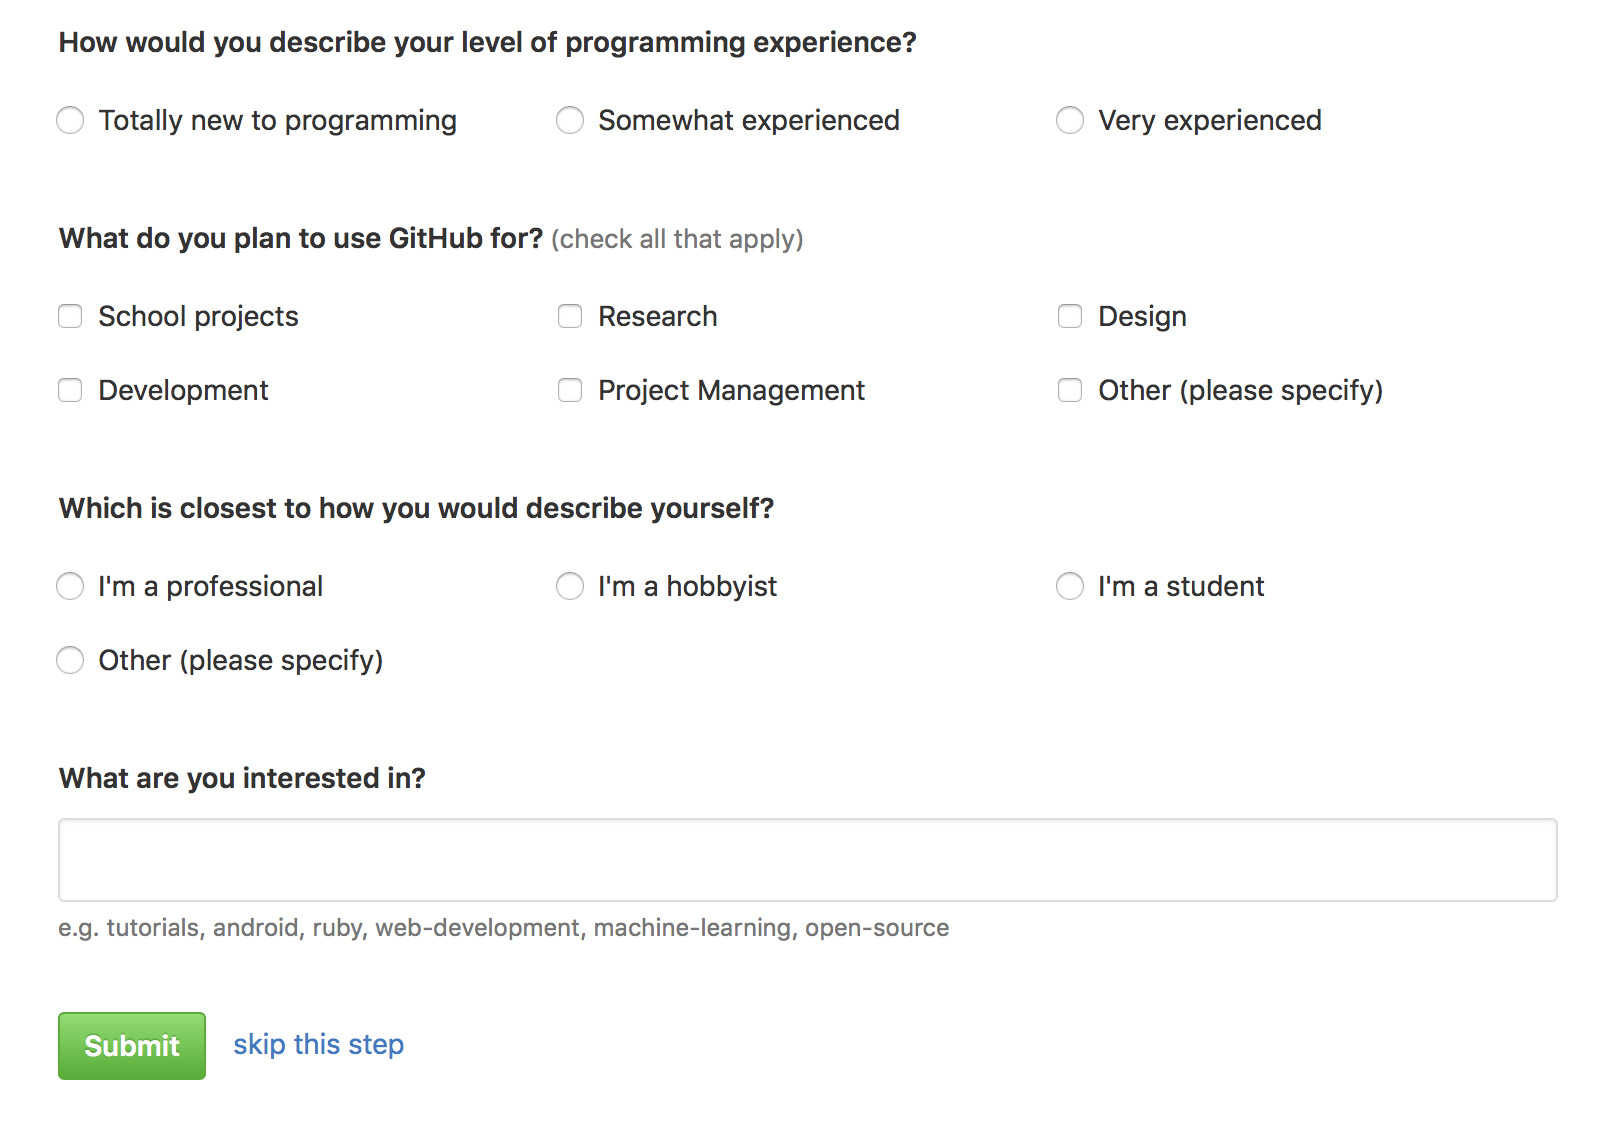 How would you describe your level of programming experience?
Totally new to programming Somewhat experienced Very experienced
What do you plan to use GitHub for? (check all that apply)
School projects Research Design
Development Project Management Other (please specify)
Which is closest to how you would describe yourself?
I'm a professional I'm a hobbyist I'm a student
Other (please specify)
What are you interested in?
e.g. tutorials, android, ruby, web-development, machine-learning, open-source
Submit skip this step